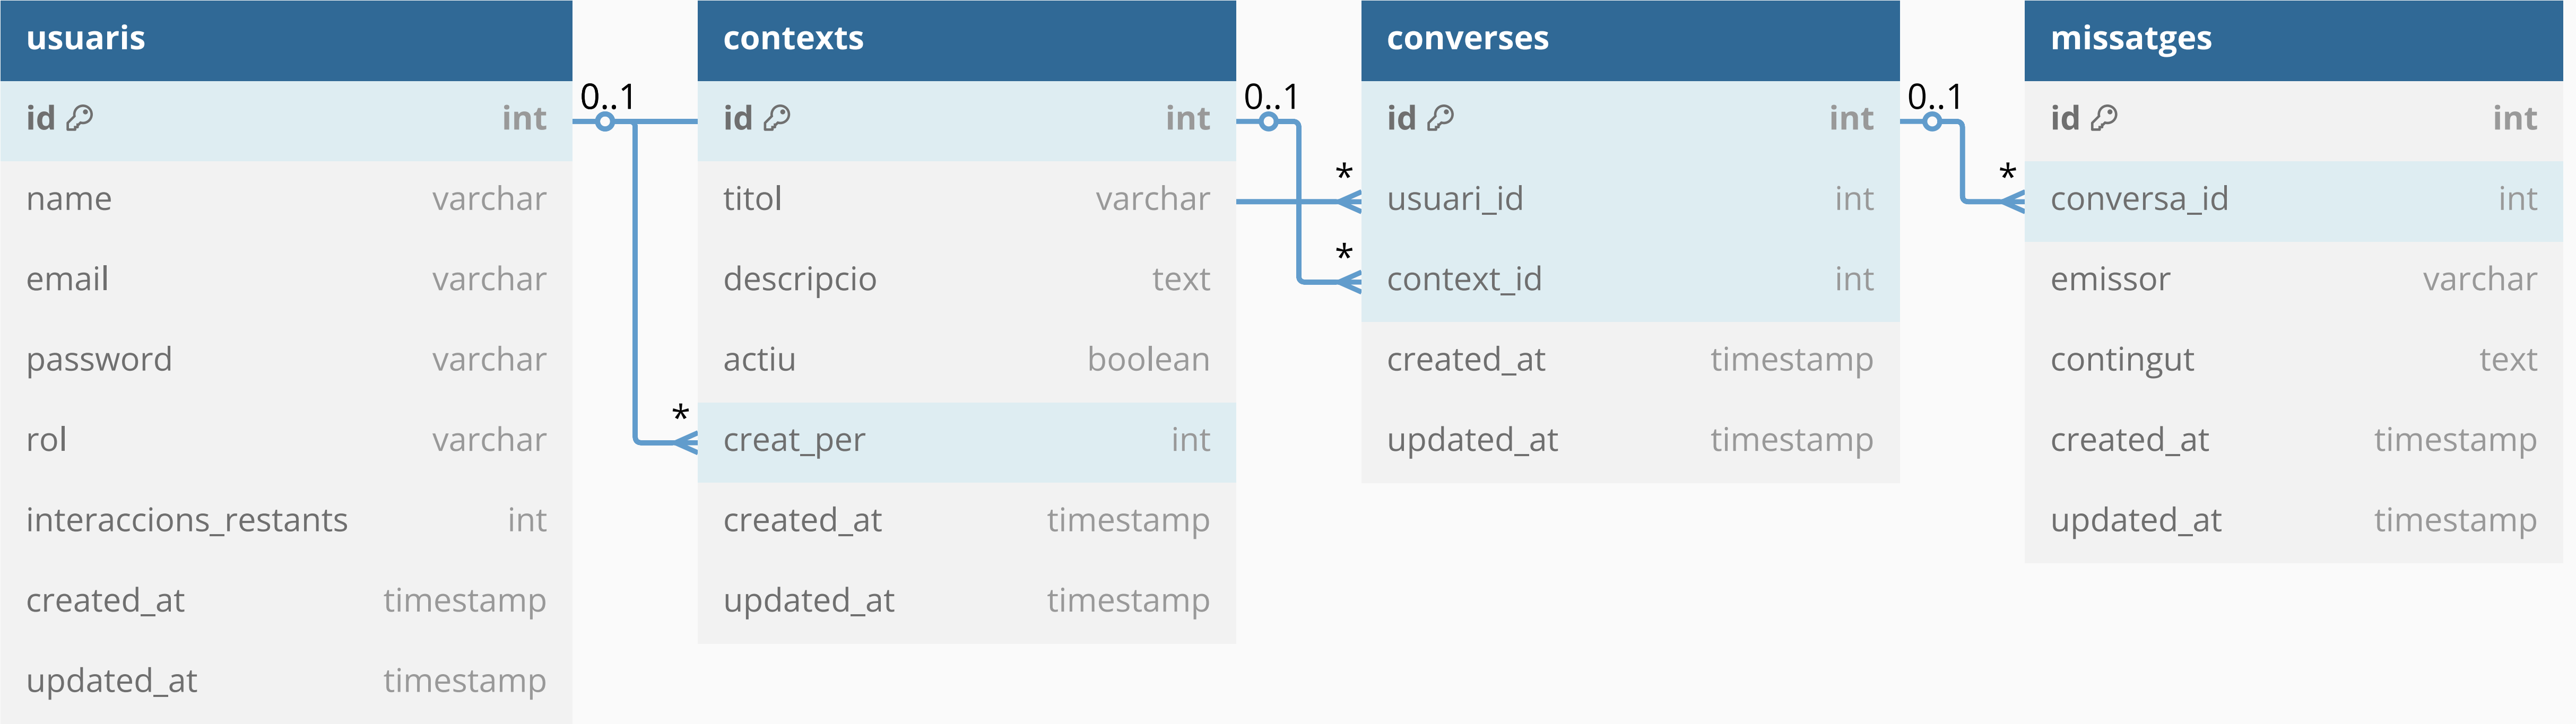 usuaris
id int
name varchar
email varchar
password varchar
rol varchar
interaccions_restants int
created_at timestamp
updated_at timestamp
0..1
*
contexts
id int
titol varchar
descripcio text
actiu boolean
creat_per int
created_at timestamp
updated_at timestamp
0..1
*
*
converses
id int
usuari_id int
context_id int
created_at timestamp
updated_at timestamp
0..1
*
missatges
id int
conversa_id int
emissor varchar
contingut text
created_at timestamp
updated_at timestamp